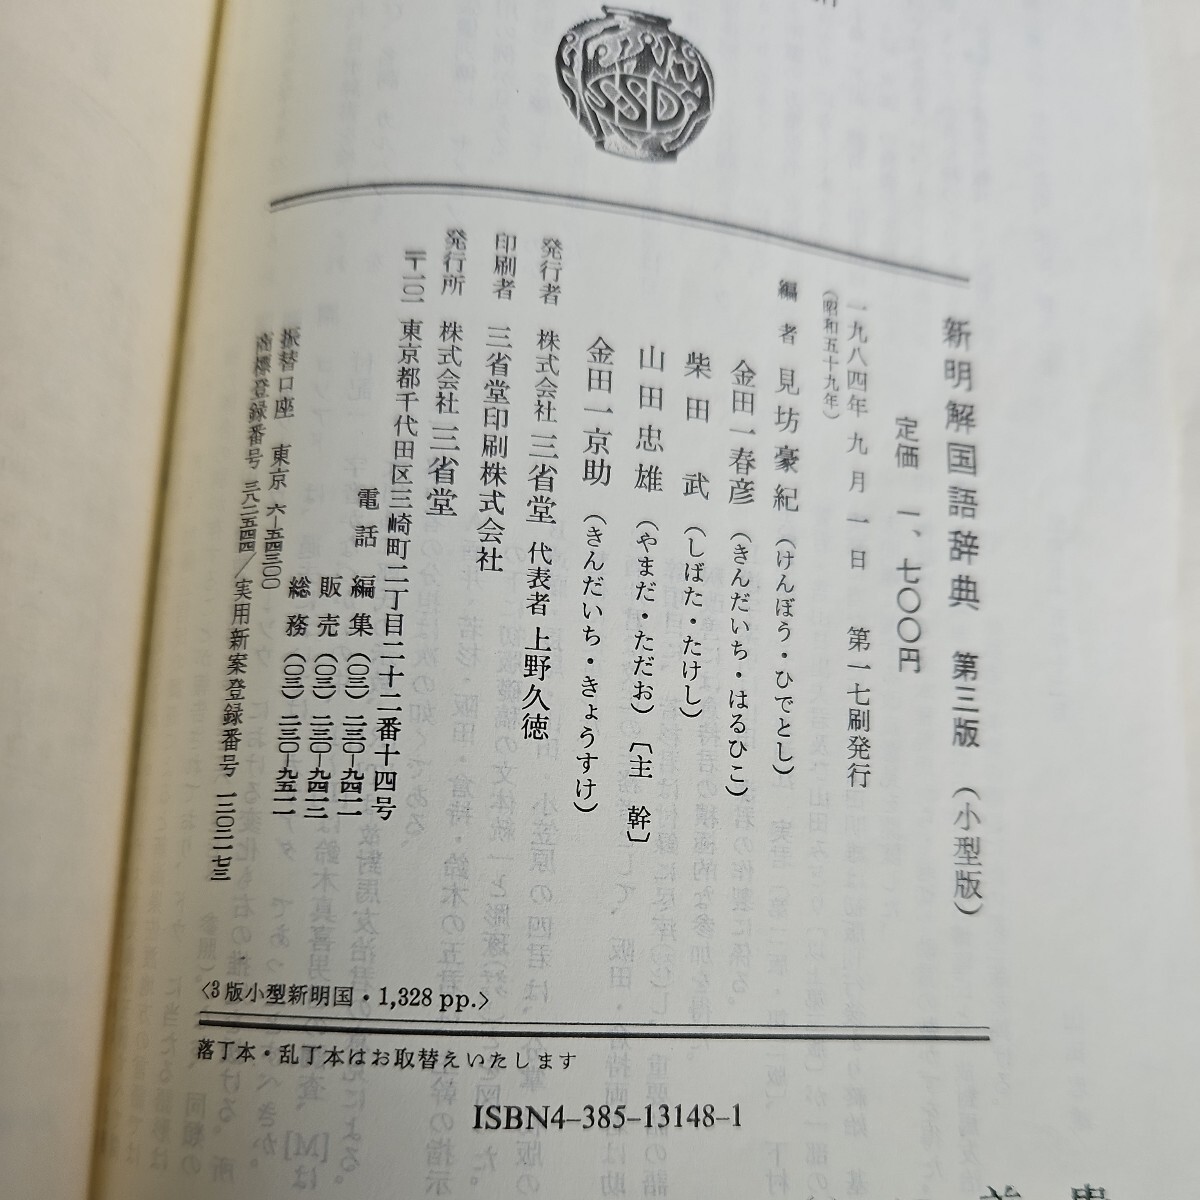 SSD
新明解国語辞典 第三版 (小型版)
定価 一、七〇〇円
一九八四年 九月一日 第一七刷発行
(昭和五十九年)
編者 見坊豪紀 (けんぼう・ひでとし)
金田一春彦 (きんだいち・はるひこ)
柴田 武 (しばた・たけし)
山田忠雄 (やまだ・ただお) 〔主 幹〕
金田一京助 (きんだいち・きょうすけ)
発行者 株式会社 三省堂 代表者 上野久徳
印刷者 三省堂印刷株式会社
発行所 株式会社 三省堂
〒一〇一 東京都千代田区三崎町二丁目二十二番十四号
電話 編集 (〇三) 二三〇-九四一一
販売 (〇三) 二三〇-九四一二
総務 (〇三) 二三〇-九五一一
振替口座 東京 六-五四三〇〇
商標登録番号 三八二五四四/実用新案登録番号 一三〇二一七三
〈3版小型新明国・1,328 pp.〉
落丁本・乱丁本はお取替えいたします
ISBN4-385-13148-1